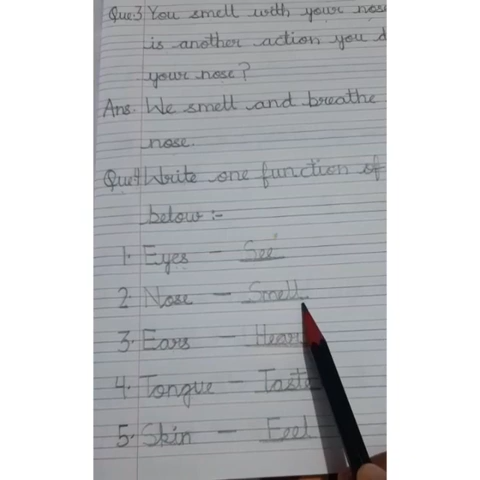 Que:3 You smell with your nose
is another action you d
your nose?
Ans. We smell and breathe
nose.
Que4 Write one function of
below :-
1. Eyes - See
2. Nose - Smell
3. Ears - Hear
4. Tongue - Taste
5. Skin - Feel